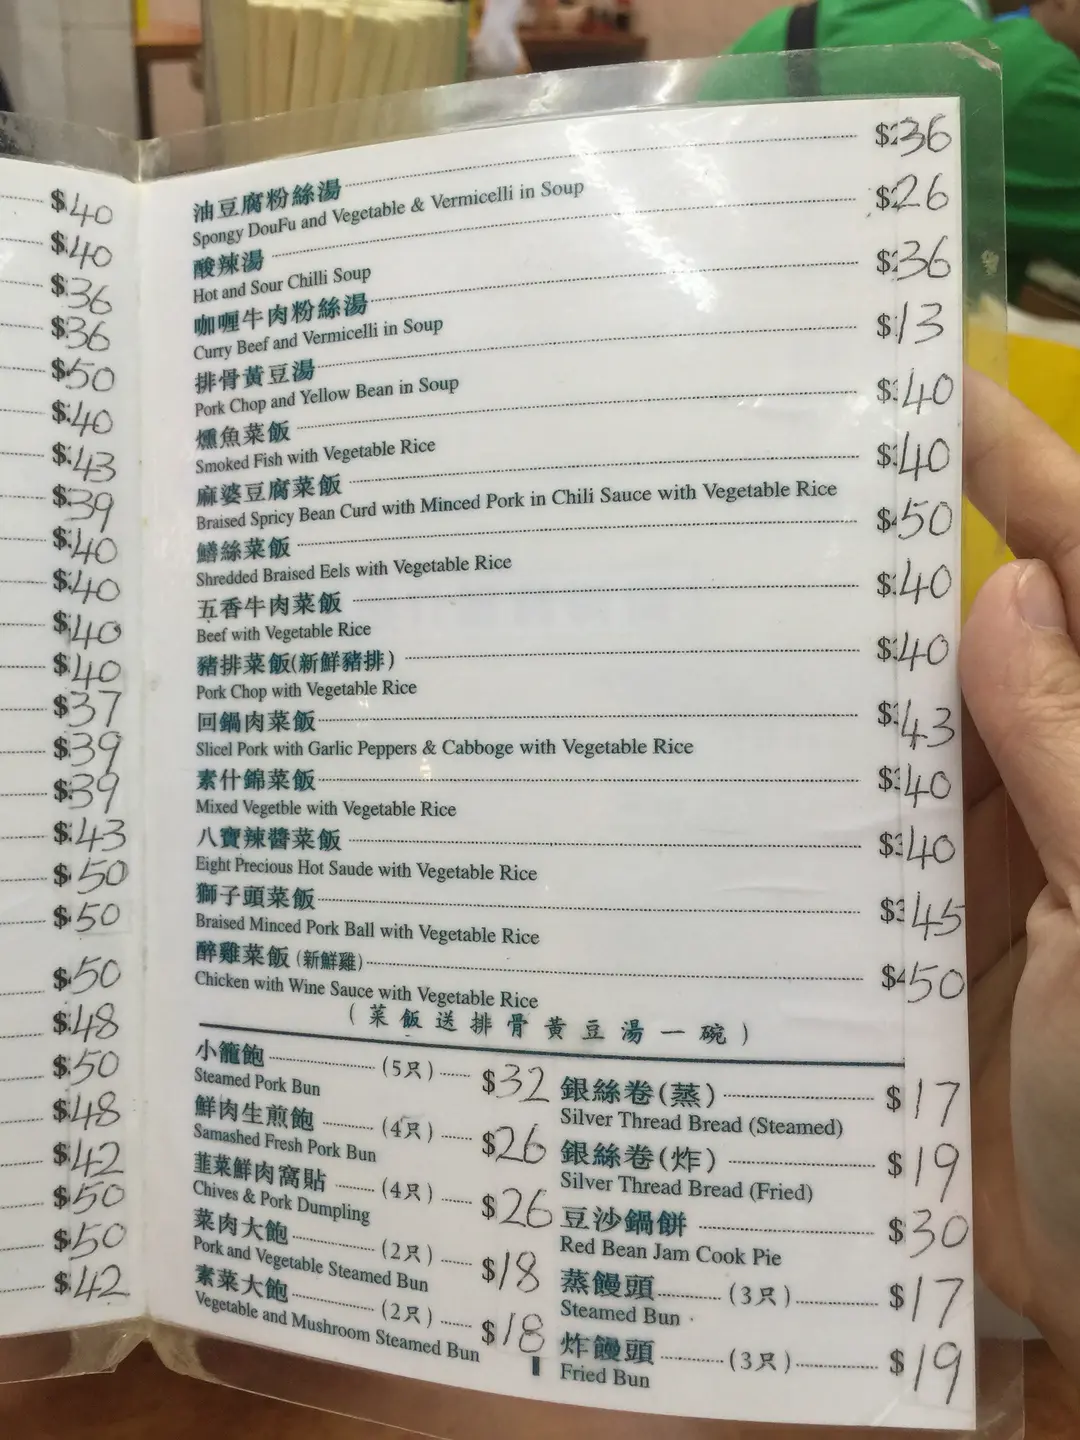 $40
$40
$36
$36
$50
$40
$43
$39
$40
$40
$40
$40
$37
$39
$39
$43
$50
$50
$50
$48
$50
$48
$42
$50
$50
$42
油豆腐粉絲湯 $36
Spongy DouFu and Vegetable & Vermicelli in Soup
酸辣湯 $26
Hot and Sour Chilli Soup
咖喱牛肉粉絲湯 $36
Curry Beef and Vermicelli in Soup
排骨黃豆湯 $13
Pork Chop and Yellow Bean in Soup
燻魚菜飯 $40
Smoked Fish with Vegetable Rice
麻婆豆腐菜飯 $40
Braised Spricy Bean Curd with Minced Pork in Chili Sauce with Vegetable Rice
鱔絲菜飯 $50
Shredded Braised Eels with Vegetable Rice
五香牛肉菜飯 $40
Beef with Vegetable Rice
豬排菜飯(新鮮豬排) $40
Pork Chop with Vegetable Rice
回鍋肉菜飯 $43
Slicel Pork with Garlic Peppers & Cabboge with Vegetable Rice
素什錦菜飯 $40
Mixed Vegetble with Vegetable Rice
八寶辣醬菜飯 $40
Eight Precious Hot Saude with Vegetable Rice
獅子頭菜飯 $45
Braised Minced Pork Ball with Vegetable Rice
醉雞菜飯(新鮮雞) $50
Chicken with Wine Sauce with Vegetable Rice
(菜飯送排骨黃豆湯一碗)
小籠飽 (5只) $32
Steamed Pork Bun
鮮肉生煎飽 (4只) $26
Samashed Fresh Pork Bun
韮菜鮮肉窩貼 (4只) $26
Chives & Pork Dumpling
菜肉大飽 (2只) $18
Pork and Vegetable Steamed Bun
素菜大飽 (2只) $18
Vegetable and Mushroom Steamed Bun
銀絲卷(蒸) $17
Silver Thread Bread (Steamed)
銀絲卷(炸) $19
Silver Thread Bread (Fried)
豆沙鍋餅 $30
Red Bean Jam Cook Pie
蒸饅頭 (3只) $17
Steamed Bun
炸饅頭 (3只) $19
Fried Bun